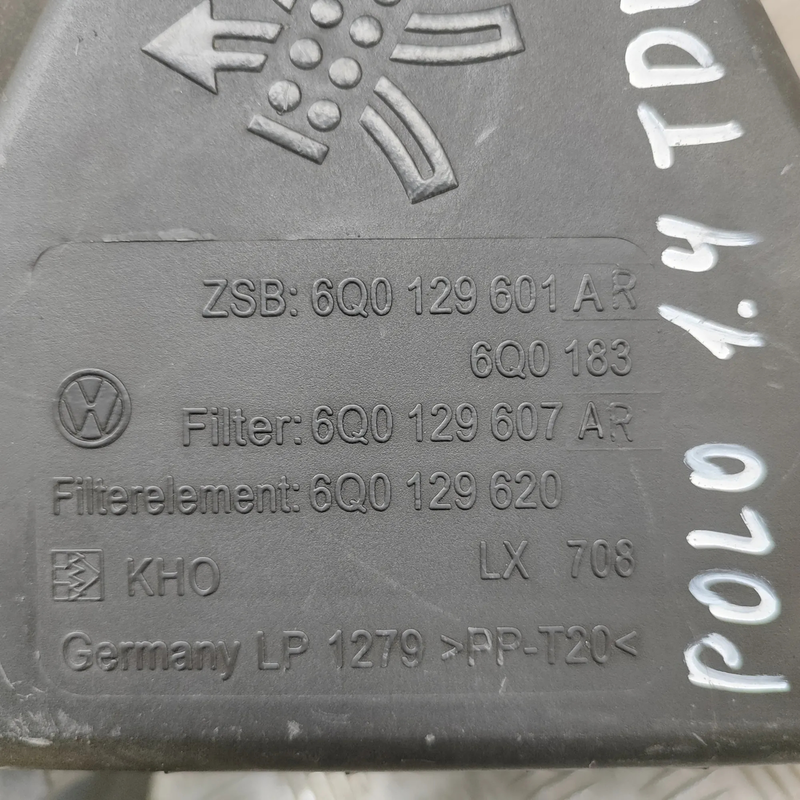 ZSB: 6Q0 129 601 AR
6Q0 183
Filter: 6Q0 129 607 AR
Filterelement: 6Q0 129 620
KHO LX 708
Germany LP 1279 >PP-T20<
POLO 1.4 TDI